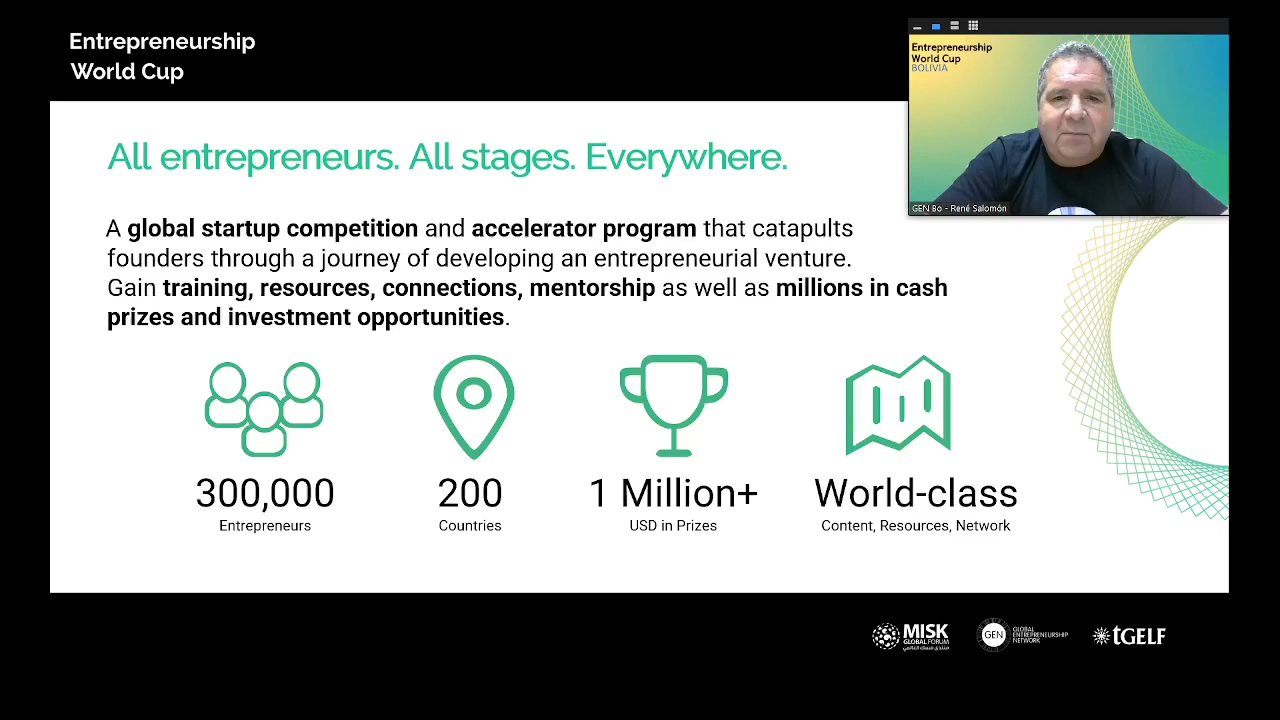 Entrepreneurship
World Cup
Entrepreneurship
World Cup
BOLIVIA
GEN Bo - René Salomón
All entrepreneurs. All stages. Everywhere.
A global startup competition and accelerator program that catapults
founders through a journey of developing an entrepreneurial venture.
Gain training, resources, connections, mentorship as well as millions in cash
prizes and investment opportunities.
300,000
Entrepreneurs
200
Countries
1 Million+
USD in Prizes
World-class
Content, Resources, Network
MISK
GLOBAL FORUM
منتدى مسك العالمي
GEN
GLOBAL
ENTREPRENEURSHIP
NETWORK
tGELF